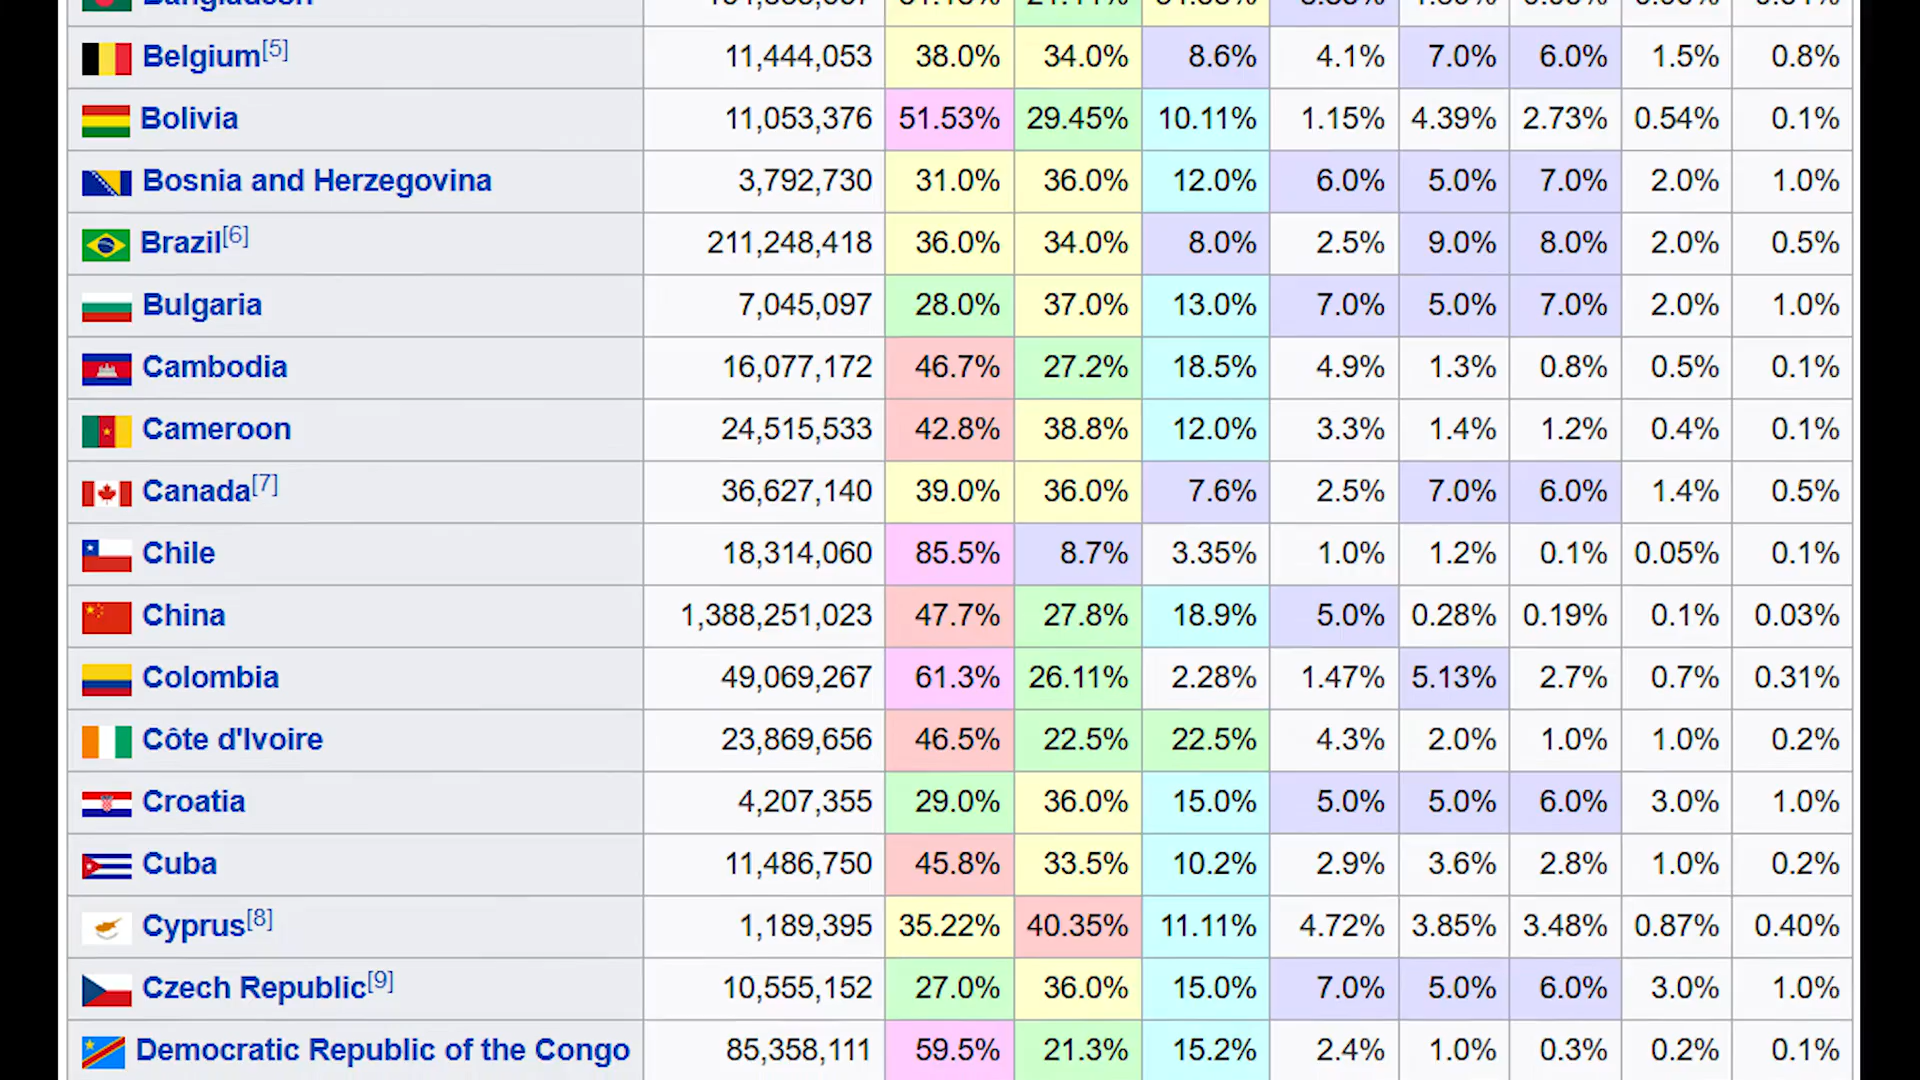 Belgium[5] 11,444,053 38.0% 34.0% 8.6% 4.1% 7.0% 6.0% 1.5% 0.8%
Bolivia 11,053,376 51.53% 29.45% 10.11% 1.15% 4.39% 2.73% 0.54% 0.1%
Bosnia and Herzegovina 3,792,730 31.0% 36.0% 12.0% 6.0% 5.0% 7.0% 2.0% 1.0%
Brazil[6] 211,248,418 36.0% 34.0% 8.0% 2.5% 9.0% 8.0% 2.0% 0.5%
Bulgaria 7,045,097 28.0% 37.0% 13.0% 7.0% 5.0% 7.0% 2.0% 1.0%
Cambodia 16,077,172 46.7% 27.2% 18.5% 4.9% 1.3% 0.8% 0.5% 0.1%
Cameroon 24,515,533 42.8% 38.8% 12.0% 3.3% 1.4% 1.2% 0.4% 0.1%
Canada[7] 36,627,140 39.0% 36.0% 7.6% 2.5% 7.0% 6.0% 1.4% 0.5%
Chile 18,314,060 85.5% 8.7% 3.35% 1.0% 1.2% 0.1% 0.05% 0.1%
China 1,388,251,023 47.7% 27.8% 18.9% 5.0% 0.28% 0.19% 0.1% 0.03%
Colombia 49,069,267 61.3% 26.11% 2.28% 1.47% 5.13% 2.7% 0.7% 0.31%
Côte d'Ivoire 23,869,656 46.5% 22.5% 22.5% 4.3% 2.0% 1.0% 1.0% 0.2%
Croatia 4,207,355 29.0% 36.0% 15.0% 5.0% 5.0% 6.0% 3.0% 1.0%
Cuba 11,486,750 45.8% 33.5% 10.2% 2.9% 3.6% 2.8% 1.0% 0.2%
Cyprus[8] 1,189,395 35.22% 40.35% 11.11% 4.72% 3.85% 3.48% 0.87% 0.40%
Czech Republic[9] 10,555,152 27.0% 36.0% 15.0% 7.0% 5.0% 6.0% 3.0% 1.0%
Democratic Republic of the Congo 85,358,111 59.5% 21.3% 15.2% 2.4% 1.0% 0.3% 0.2% 0.1%